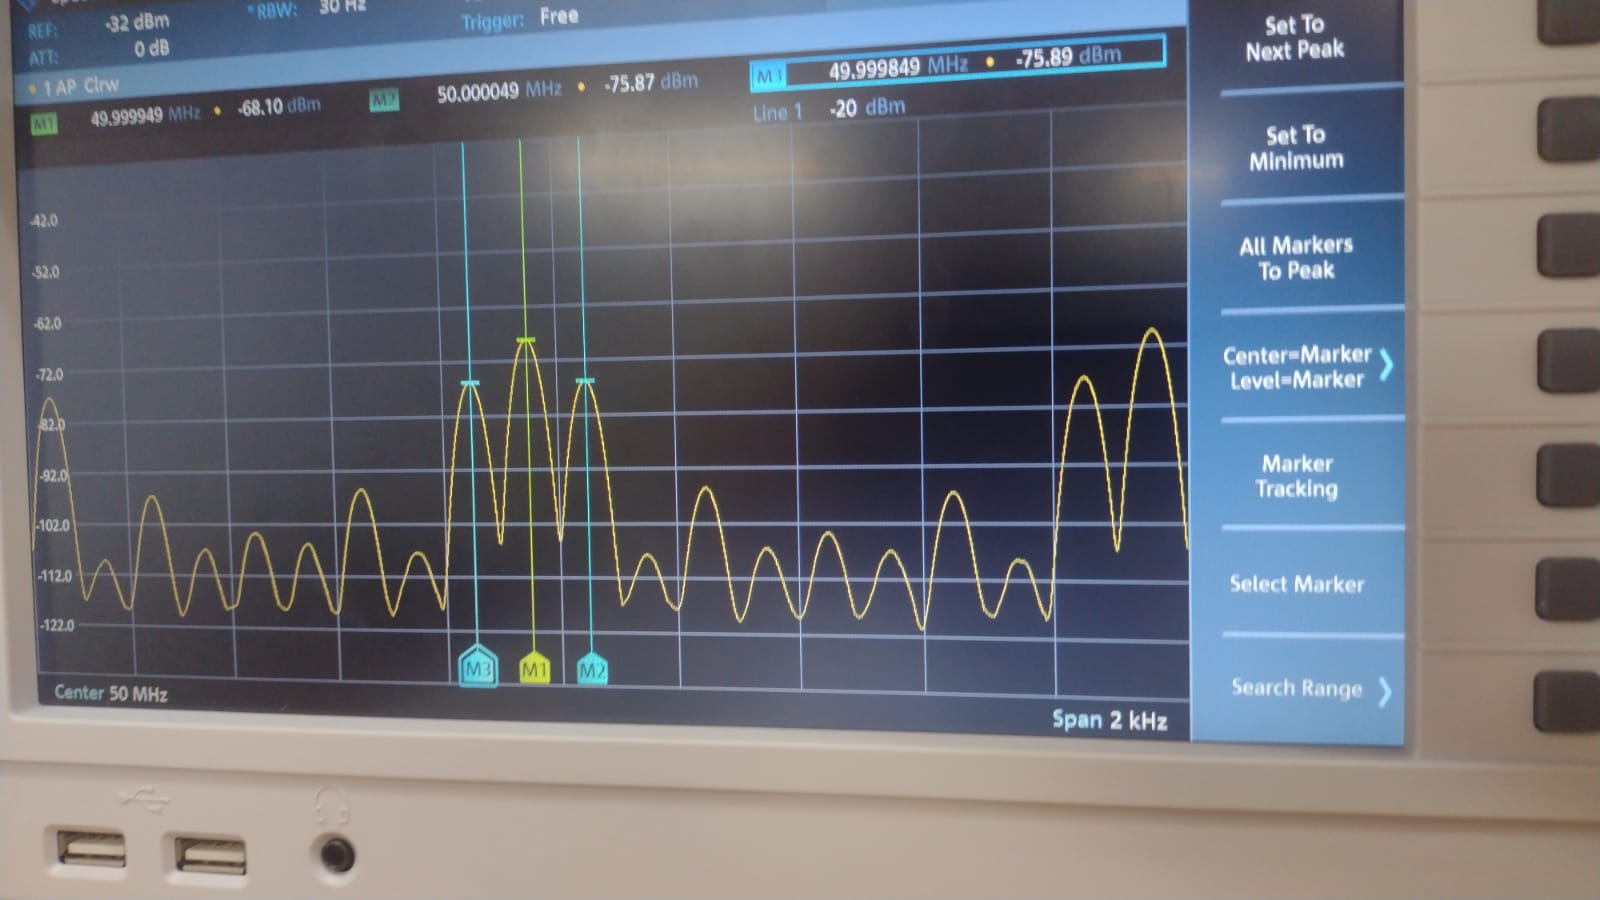 REF: -32 dBm
*RBW: 30 Hz
Trigger: Free
ATT: 0 dB
• 1 AP Clrw
M1 49.999949 MHz • -68.10 dBm
M2 50.000049 MHz • -75.87 dBm
M3 49.999849 MHz • -75.89 dBm
Line 1 -20 dBm
-42.0
-52.0
-62.0
-72.0
-82.0
-92.0
-102.0
-112.0
-122.0
M3 M1 M2
Center 50 MHz
Span 2 kHz
Set To
Next Peak
Set To
Minimum
All Markers
To Peak
Center=Marker
Level=Marker
Marker
Tracking
Select Marker
Search Range